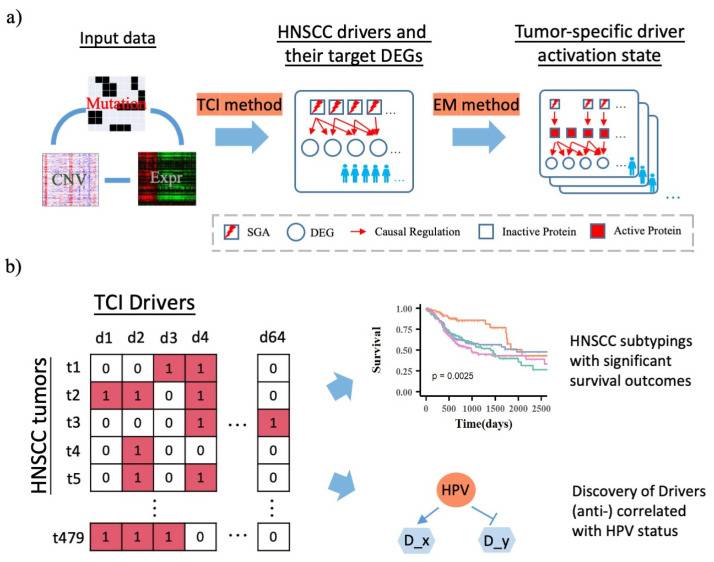 a)
Input data
HNSCC drivers and
their target DEGs
Tumor-specific driver
activation state
Mutation
CNV
Expr
TCI method
EM method
...
...
...
...
...
...
...
SGA
DEG
Causal Regulation
Inactive Protein
Active Protein
b)
TCI Drivers
HNSCC tumors
d1 d2 d3 d4 d64
t1 0 0 1 1 0
t2 1 1 0 1 0
t3 0 0 0 1 ... 1
t4 0 1 0 0 0
t5 0 1 0 1 0
t479 1 1 1 0 ... 0
Survival
1.00
0.75
0.50
0.25
0.00
p = 0.0025
0 500 1000 1500 2000 2500
Time(days)
HNSCC subtypings
with significant
survival outcomes
HPV
D_x
D_y
Discovery of Drivers
(anti-) correlated
with HPV status